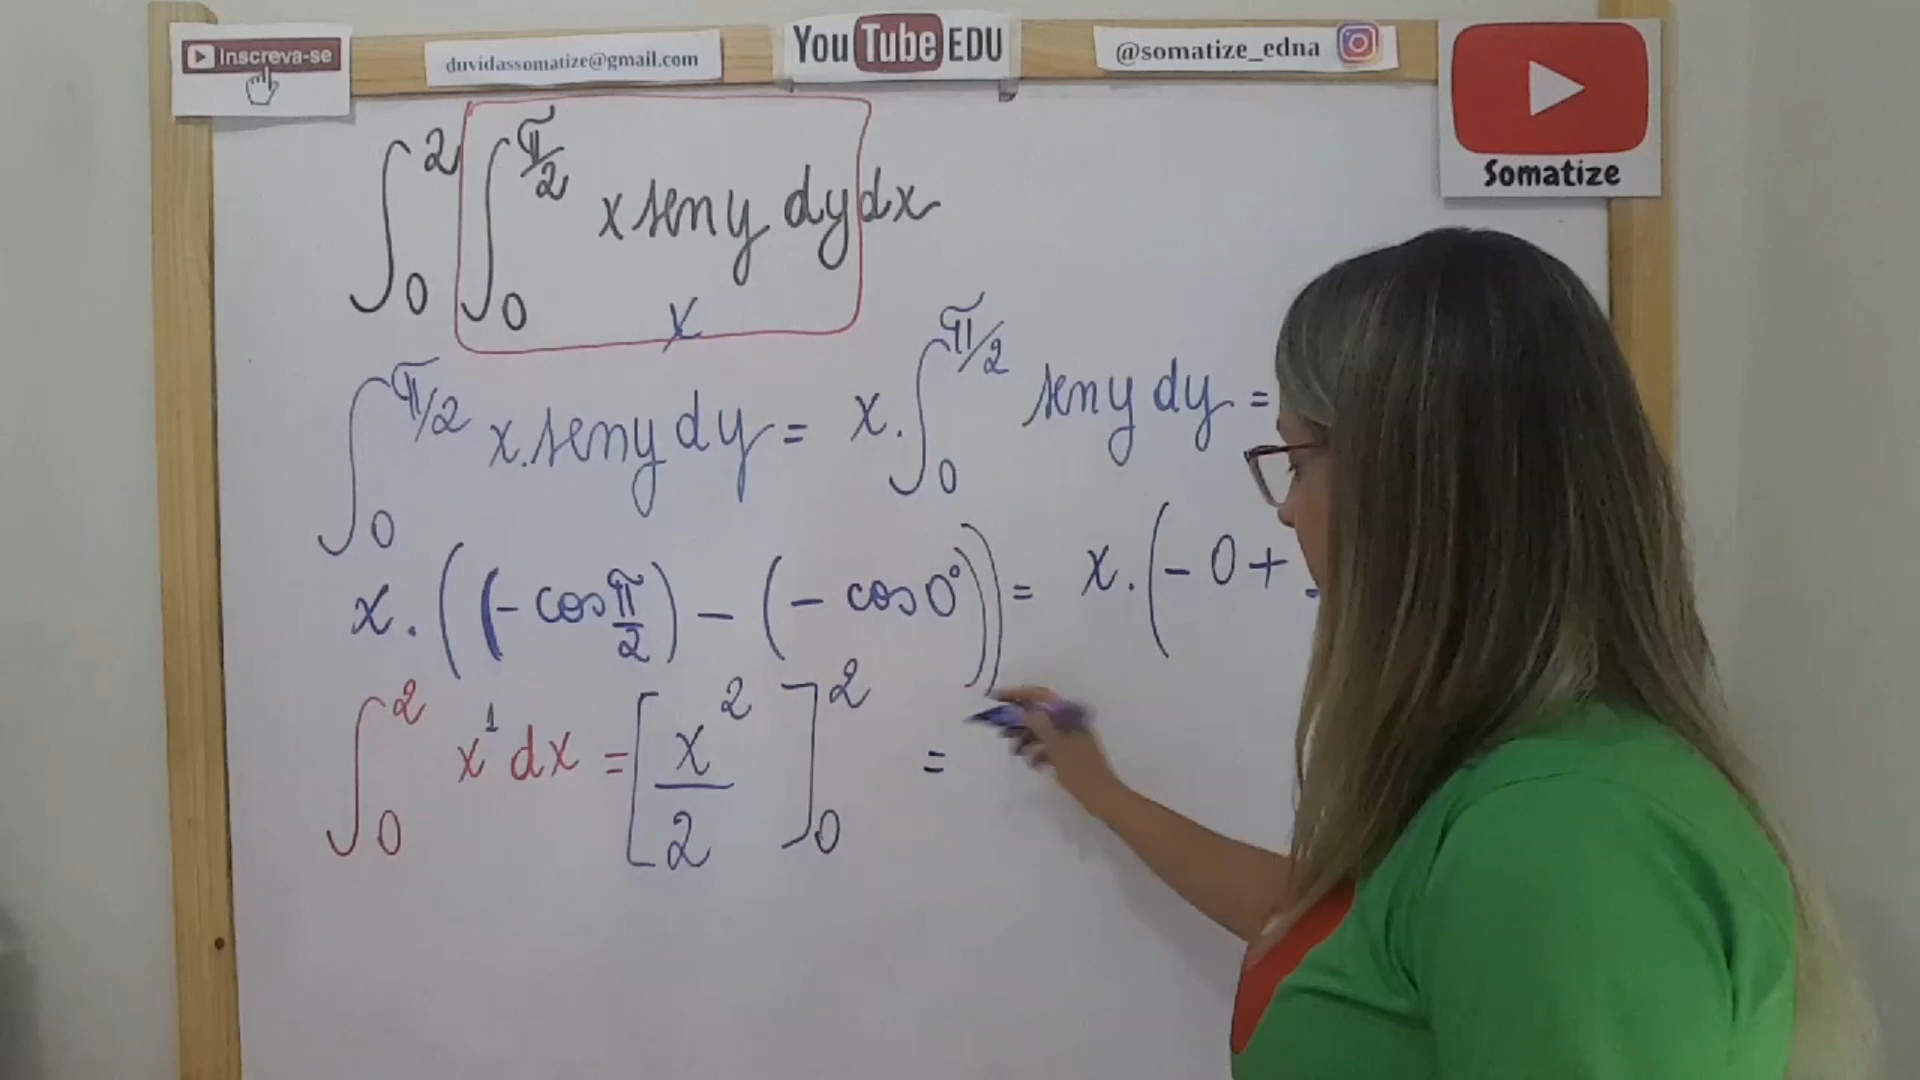 Inscreva-se
duvidassomatize@gmail.com
YouTube EDU
@somatize_edna
Somatize
∫₀² ∫₀^{π/2} x sen y dy dx
x
∫₀^{π/2} x.sen y dy = x.∫₀^{π/2} sen y dy =
x.((-cos π/2) - (-cos 0°)) = x.(-0+
∫₀² x¹ dx = [x²/2]₀² =